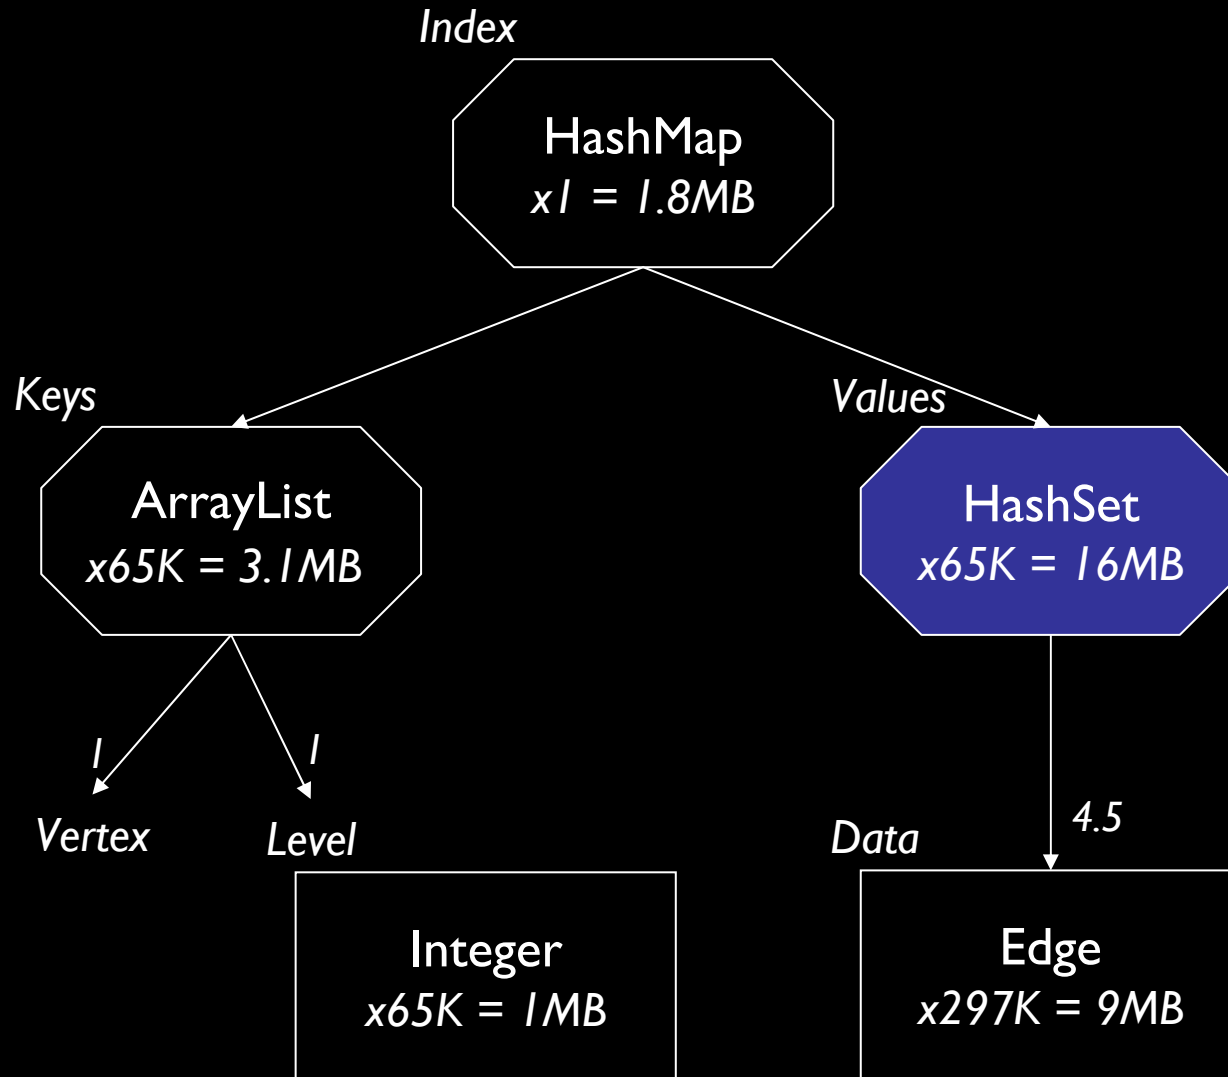 Index
HashMap
x1 = 1.8MB
Keys
Values
ArrayList
x65K = 3.1MB
HashSet
x65K = 16MB
1
1
Vertex
Level
4.5
Data
Integer
x65K = 1MB
Edge
x297K = 9MB